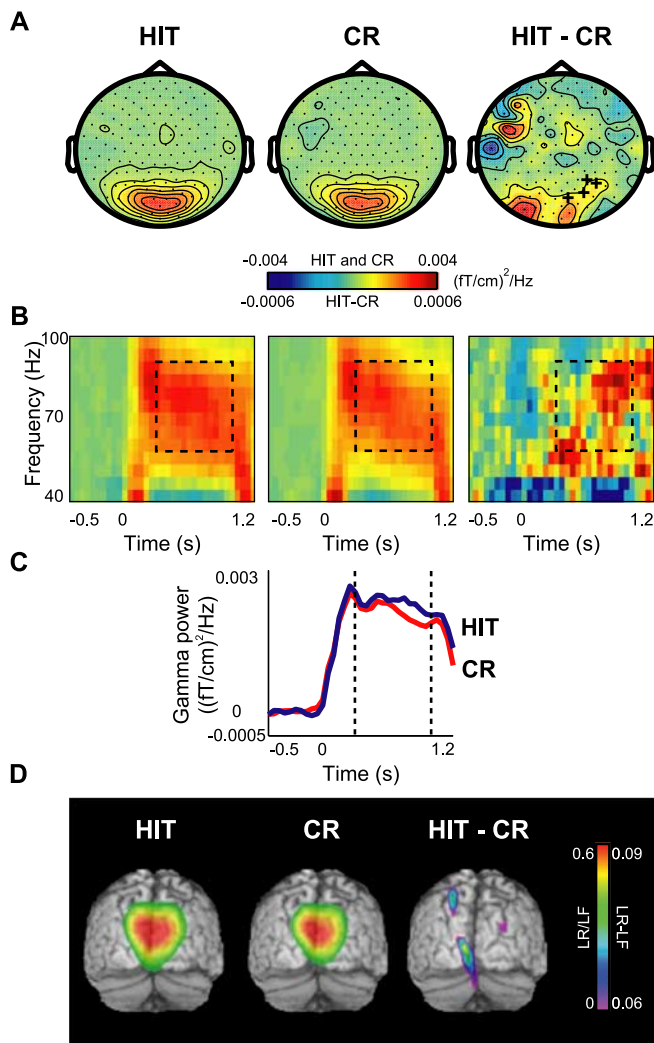 A
HIT CR HIT - CR
-0.004 HIT and CR 0.004
(fT/cm)²/Hz
-0.0006 HIT-CR 0.0006
B
Frequency (Hz)
100
70
40
-0.5 0 1.2 -0.5 0 1.2 -0.5 0 1.2
Time (s) Time (s) Time (s)
C
Gamma power
((fT/cm)²/Hz)
0.003
0
-0.0005
HIT
CR
-0.5 0 1.2
Time (s)
D
HIT CR HIT - CR
0.6 0.09
LR/LF LR-LF
0 0.06